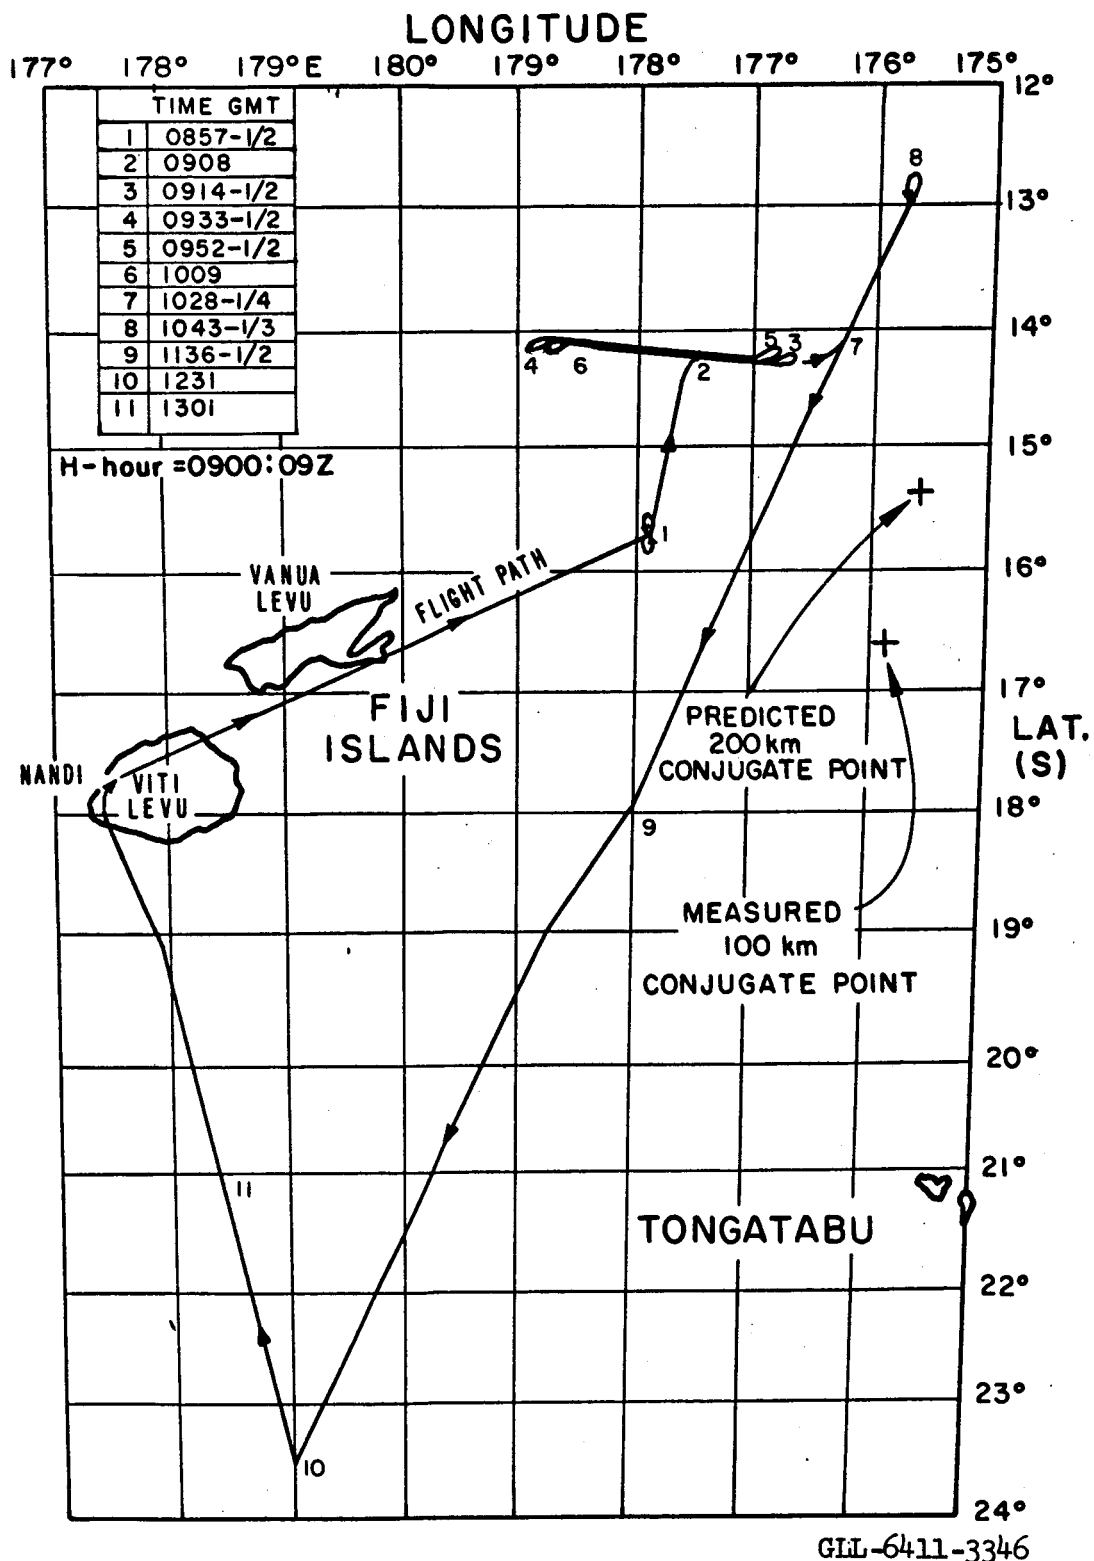 LONGITUDE
177° 178° 179°E 180° 179° 178° 177° 176° 175°
12°
TIME GMT
1 0857-1/2
2 0908
3 0914-1/2
4 0933-1/2
5 0952-1/2
6 1009
7 1028-1/4
8 1043-1/3
9 1136-1/2
10 1231
11 1301
H-hour =0900:09Z
8
13°
14°
4 6 2 5 3 7
15°
1
16°
VANUA
LEVU
FLIGHT PATH
17°
FIJI
ISLANDS
PREDICTED
200 km
CONJUGATE POINT
LAT.
(S)
NANDI
VITI
LEVU
18°
9
MEASURED
100 km
CONJUGATE POINT
19°
20°
21°
11
TONGATABU
22°
23°
10
24°
GLL-6411-3346